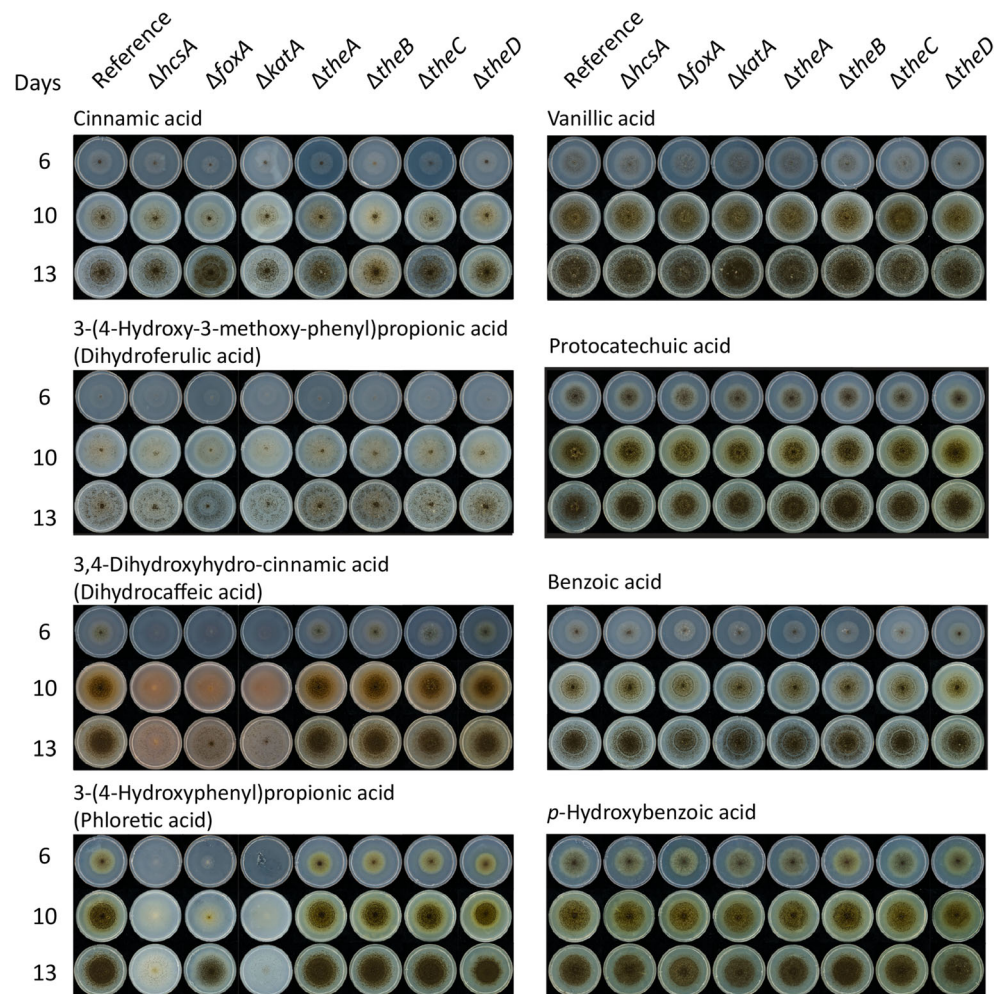 Reference ΔhcsA ΔfoxA ΔkatA ΔtheA ΔtheB ΔtheC ΔtheD
Reference ΔhcsA ΔfoxA ΔkatA ΔtheA ΔtheB ΔtheC ΔtheD
Days
Cinnamic acid
6
10
13
3-(4-Hydroxy-3-methoxy-phenyl)propionic acid
(Dihydroferulic acid)
6
10
13
3,4-Dihydroxyhydro-cinnamic acid
(Dihydrocaffeic acid)
6
10
13
3-(4-Hydroxyphenyl)propionic acid
(Phloretic acid)
6
10
13
Vanillic acid
Protocatechuic acid
Benzoic acid
p-Hydroxybenzoic acid